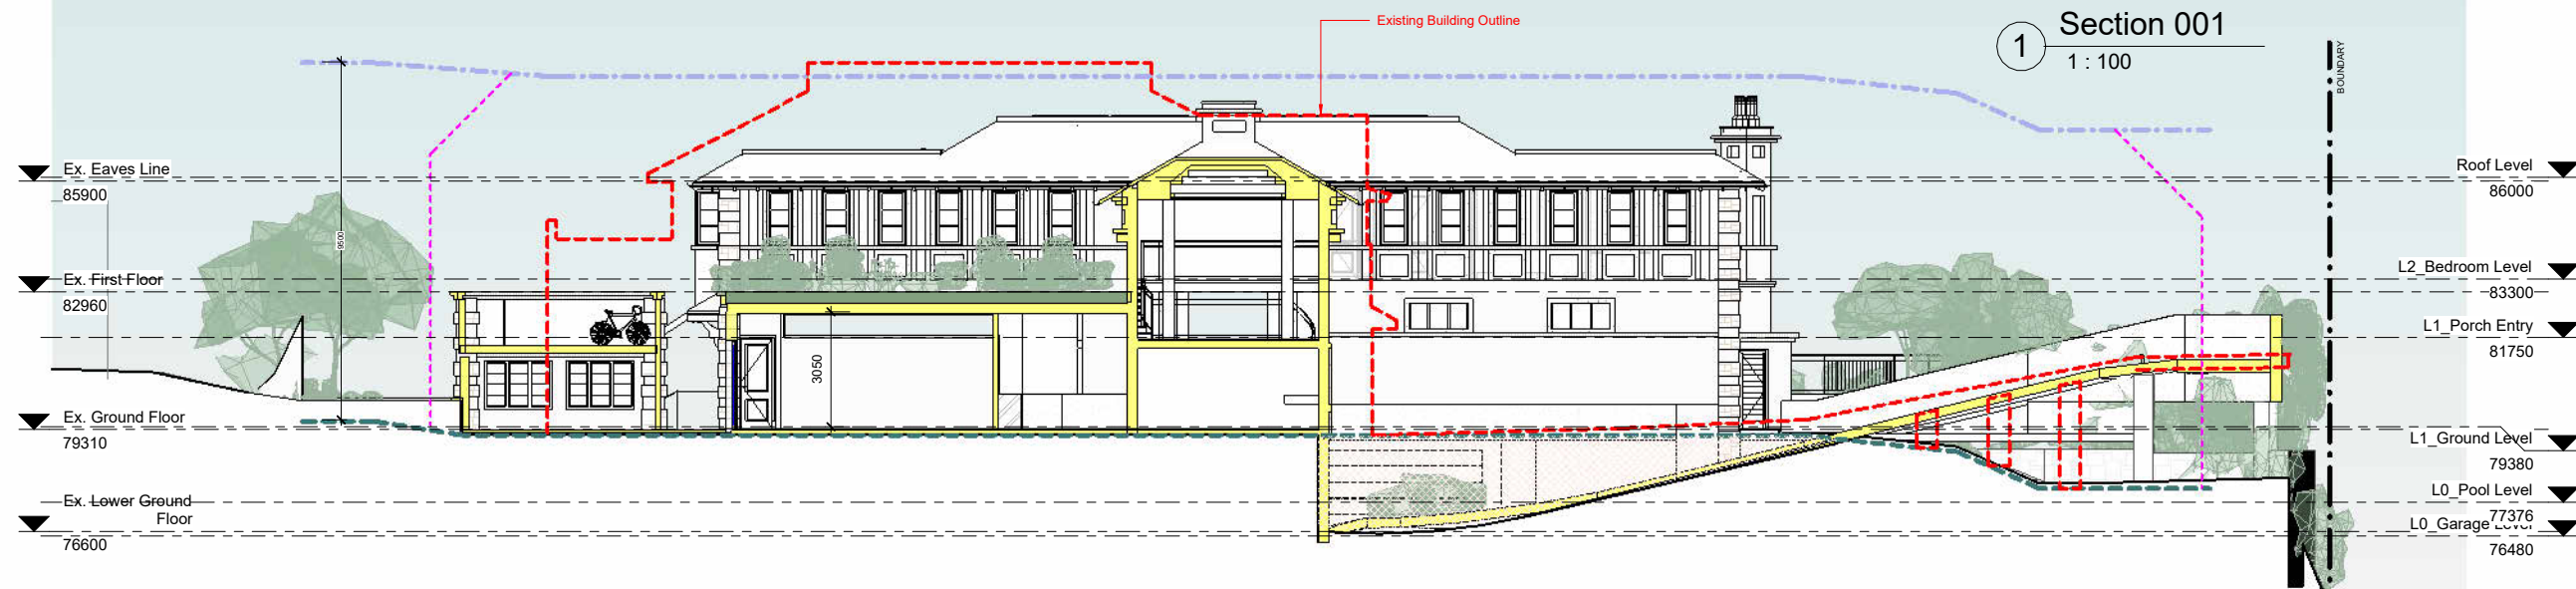 Existing Building Outline
1
Section 001
1 : 100
BOUNDARY
Ex. Eaves Line
85900
Ex. First Floor
82960
Ex. Ground Floor
79310
Ex. Lower Ground
Floor
76600
9500
3050
Roof Level
86000
L2_Bedroom Level
83300
L1_Porch Entry
81750
L1_Ground Level
79380
L0_Pool Level
77376
L0_Garage Level
76480